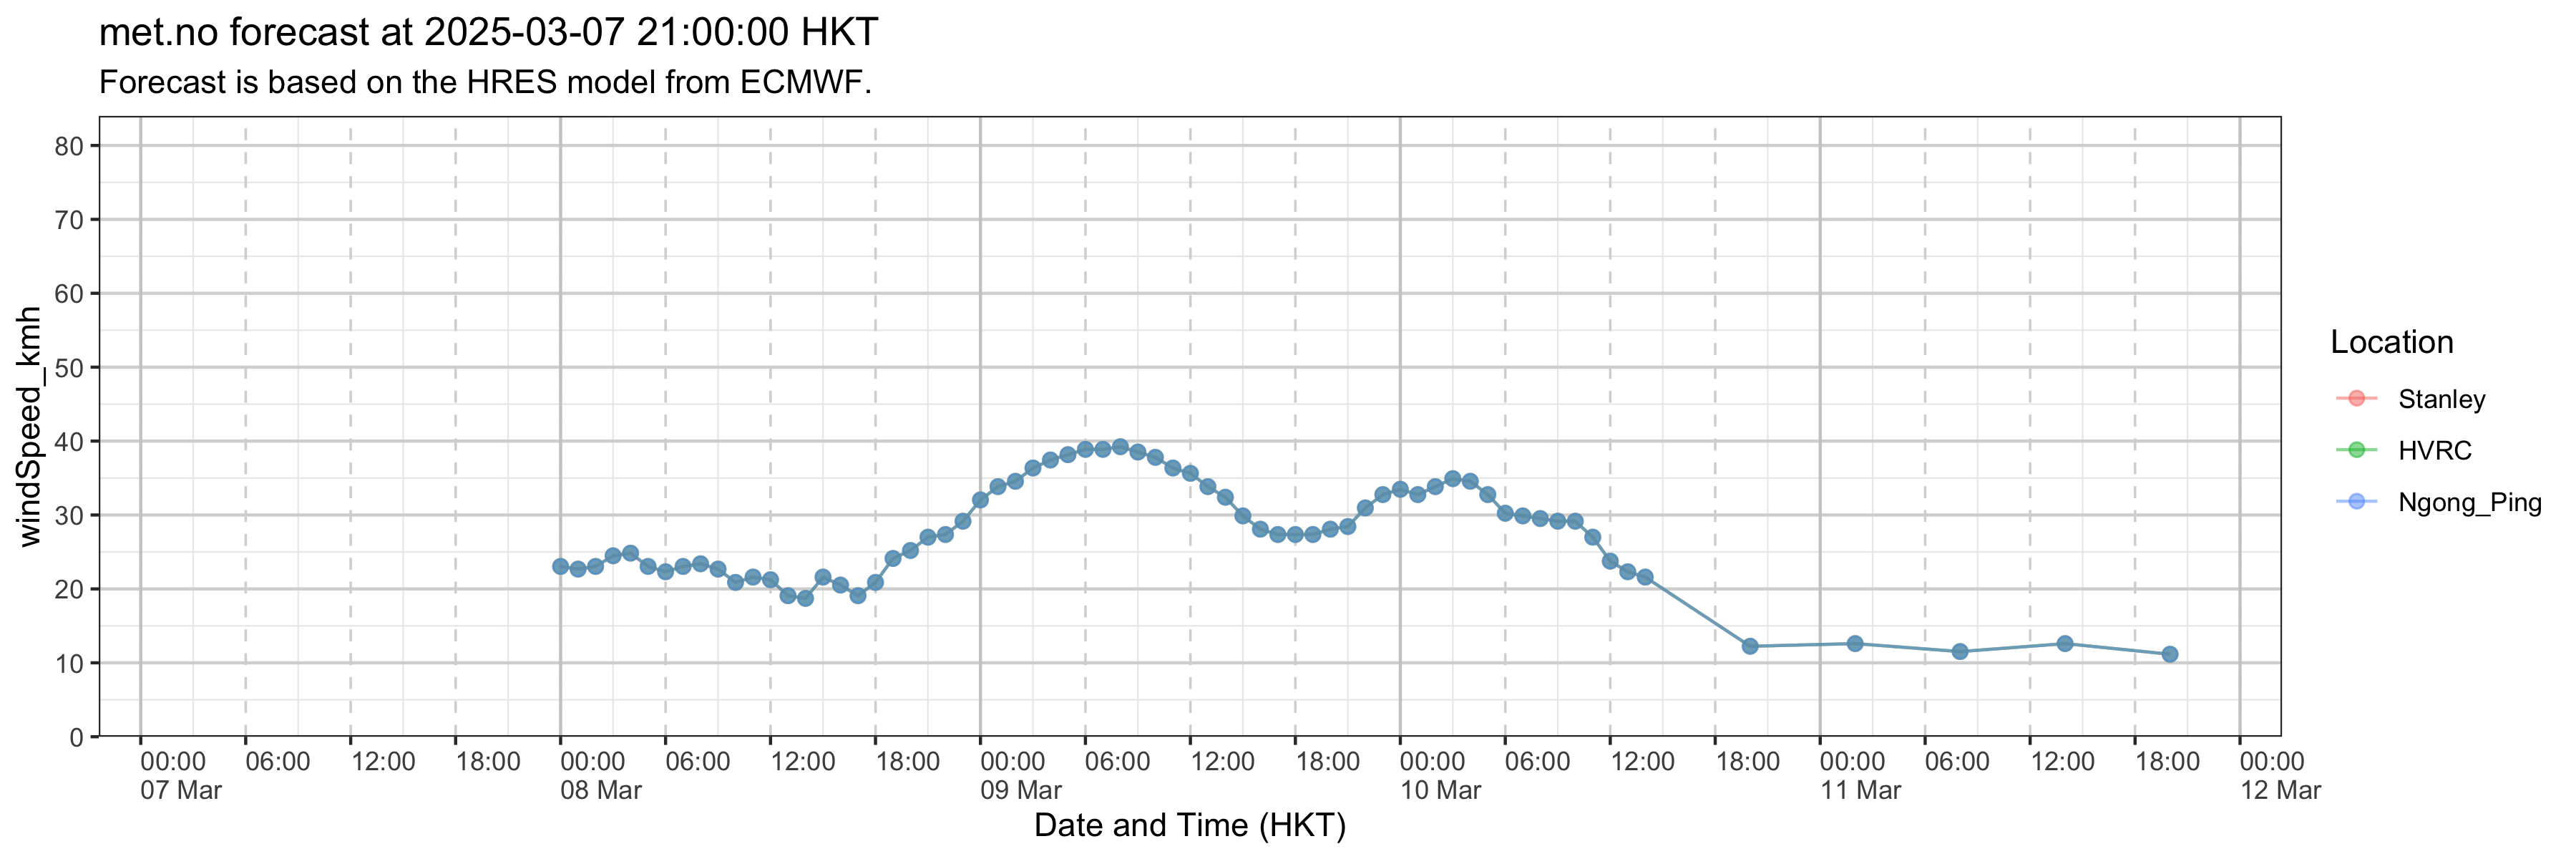 met.no forecast at 2025-03-07 21:00:00 HKT
Forecast is based on the HRES model from ECMWF.
windSpeed_kmh
80
70
60
50
40
30
20
10
0
00:00 06:00 12:00 18:00 00:00 06:00 12:00 18:00 00:00 06:00 12:00 18:00 00:00 06:00 12:00 18:00 00:00 06:00 12:00 18:00 00:00
07 Mar 08 Mar 09 Mar 10 Mar 11 Mar 12 Mar
Date and Time (HKT)
Location
Stanley
HVRC
Ngong_Ping